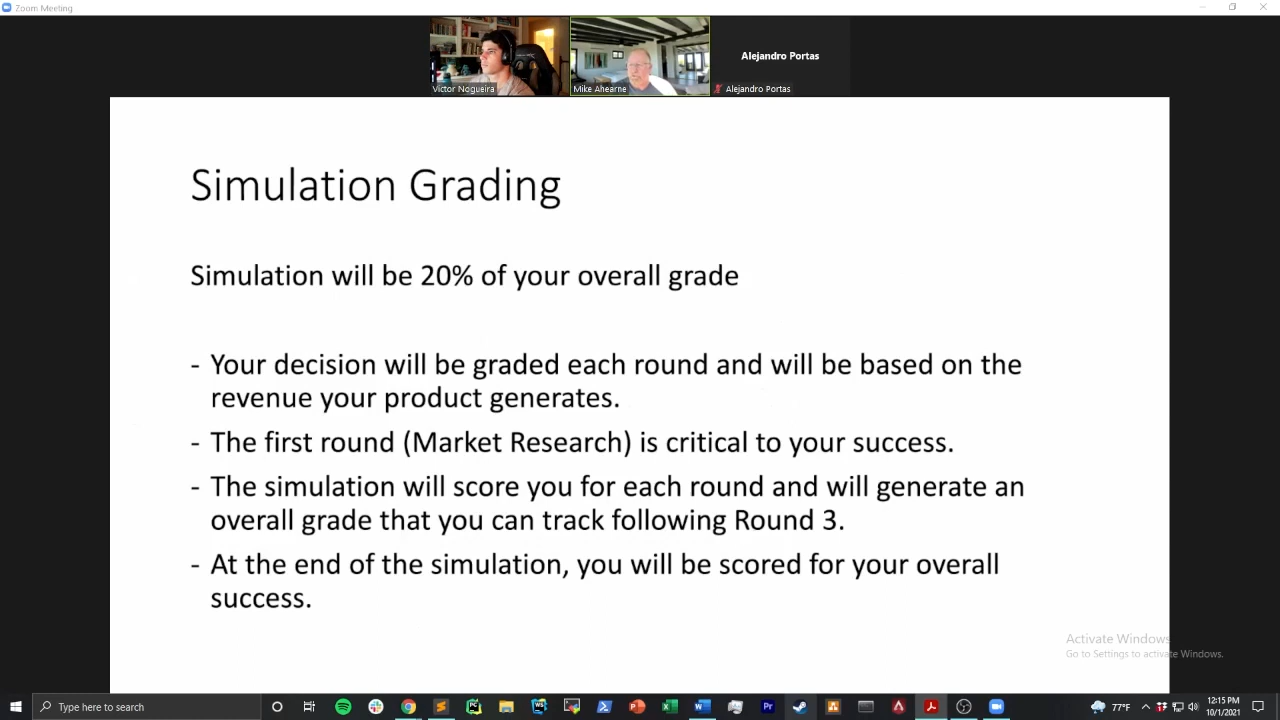 Zoom Meeting
Alejandro Portas
Victor Nogueira
Mike Ahearne
Alejandro Portas
Simulation Grading
Simulation will be 20% of your overall grade
- Your decision will be graded each round and will be based on the
revenue your product generates.
- The first round (Market Research) is critical to your success.
- The simulation will score you for each round and will generate an
overall grade that you can track following Round 3.
- At the end of the simulation, you will be scored for your overall
success.
Activate Windows
Go to Settings to activate Windows.
Type here to search
77°F
12:15 PM
10/1/2021